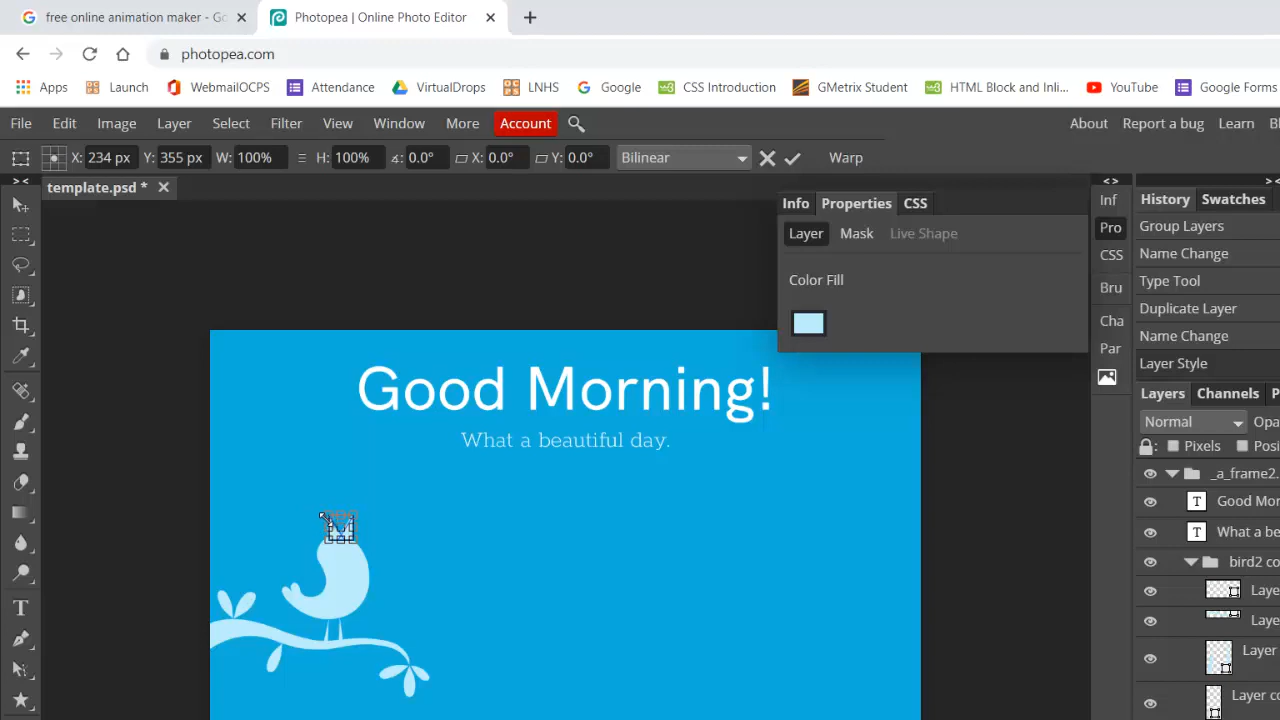 free online animation maker - Go
Photopea | Online Photo Editor
photopea.com
Apps Launch WebmailOCPS Attendance VirtualDrop LNHS Google CSS Introduction GMetrix Student HTML Block and Inli... YouTube Google Forms
File Edit Image Layer Select Filter View Window More Account About Report a bug Learn Bl
X: 234 px Y: 355 px W: 100% H: 100% 0.0° X: 0.0° Y: 0.0° Bilinear Warp
template.psd *
Info Properties CSS
Layer Mask Live Shape
Color Fill
Inf
Pro
CSS
Bru
Cha
Par
History Swatches
Group Layers
Name Change
Type Tool
Duplicate Layer
Name Change
Layer Style
Layers Channels P
Normal Opa
Pixels Posi
_a_frame2.
T Good Mor
T What a be
bird2 co
Laye
Laye
Layer
Layer co
Good Morning!
What a beautiful day.